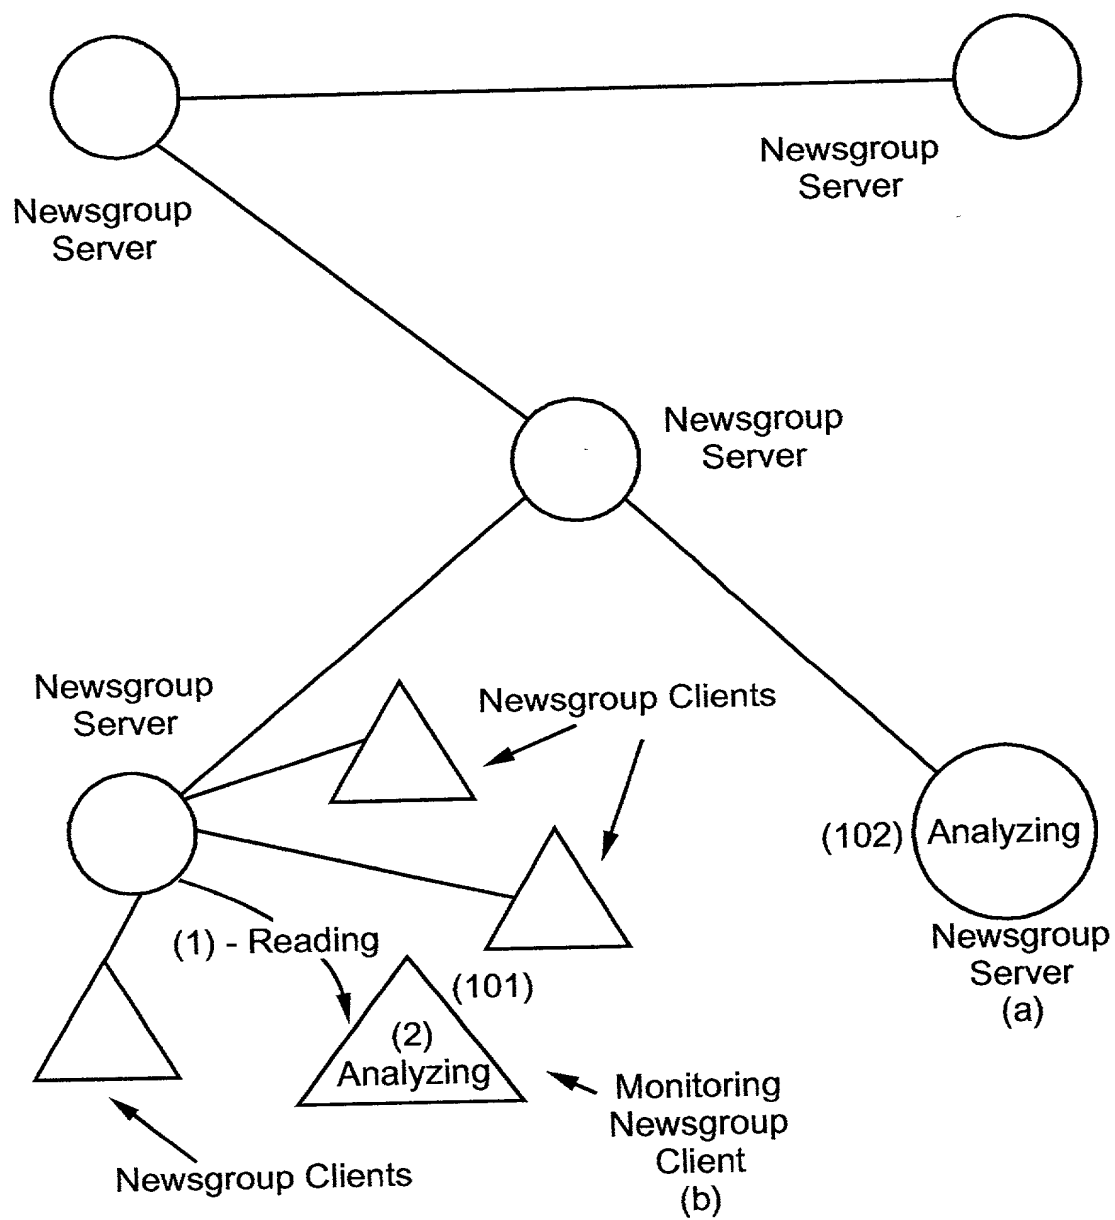 Newsgroup
Server
Newsgroup
Server
Newsgroup
Server
Newsgroup
Server
Newsgroup Clients
(102)
Analyzing
Newsgroup
Server
(a)
(1) - Reading
(101)
(2)
Analyzing
Monitoring
Newsgroup
Client
(b)
Newsgroup Clients